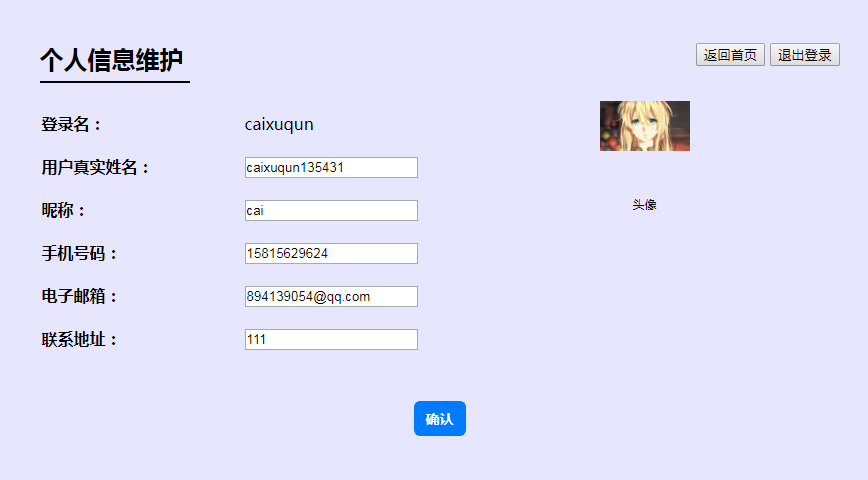 个人信息维护
返回首页 退出登录
登录名： caixuqun
用户真实姓名： caixuqun135431
头像
昵称： cai
手机号码： 15815629624
电子邮箱： 894139054@qq.com
联系地址： 111
确认